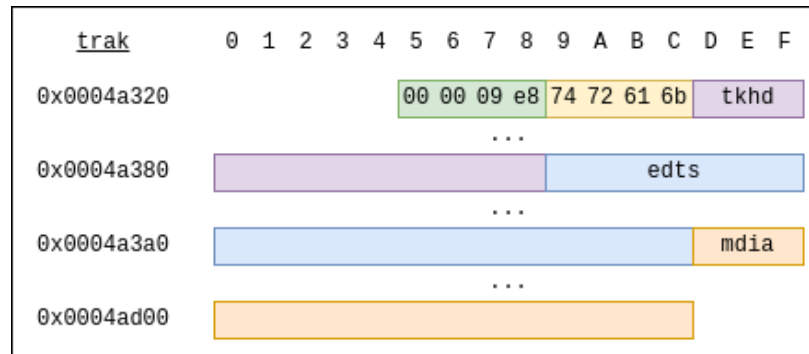 trak 0 1 2 3 4 5 6 7 8 9 A B C D E F
0x0004a320 00 00 09 e8 74 72 61 6b tkhd
...
0x0004a380 edts
...
0x0004a3a0 mdia
...
0x0004ad00